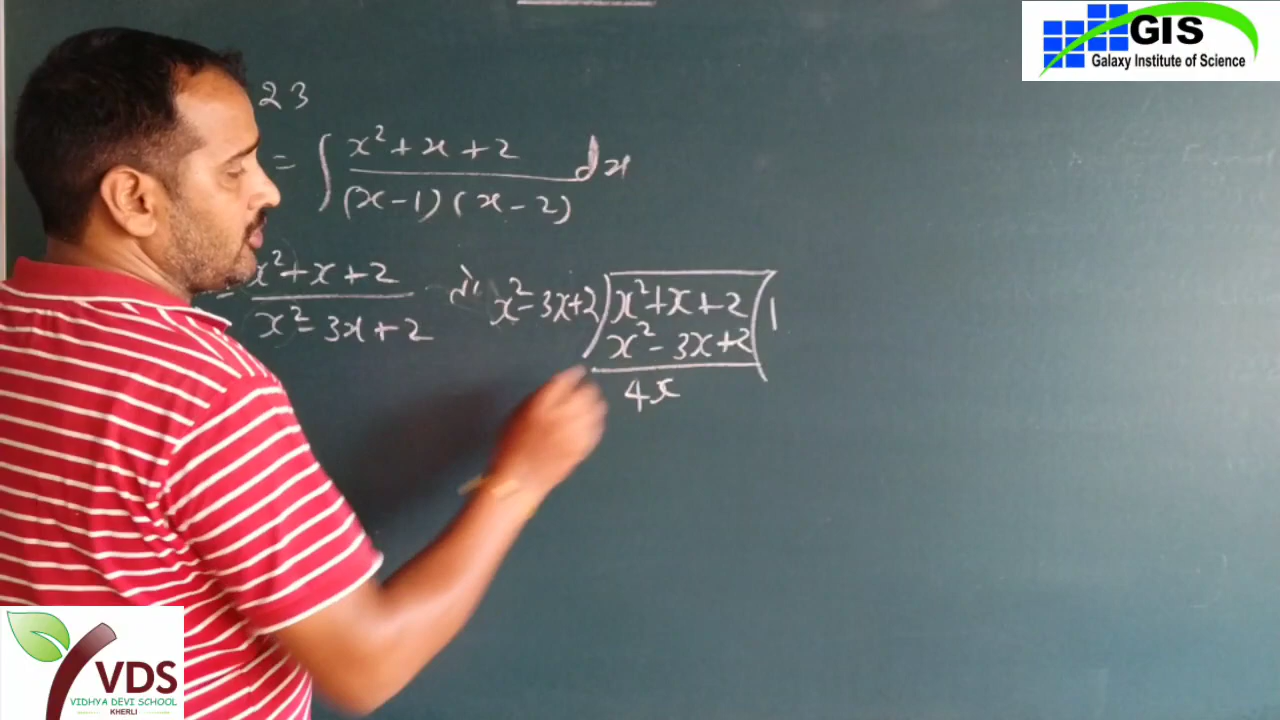 GIS
Galaxy Institute of Science
23
= ∫ x² + x + 2 / (x - 1)(x - 2) dx
x² + x + 2 / x² - 3x + 2
x² - 3x + 2 ) x² + x + 2 ( 1
x² - 3x + 2
4x
VDS
VIDHYA DEVI SCHOOL
KHERLI